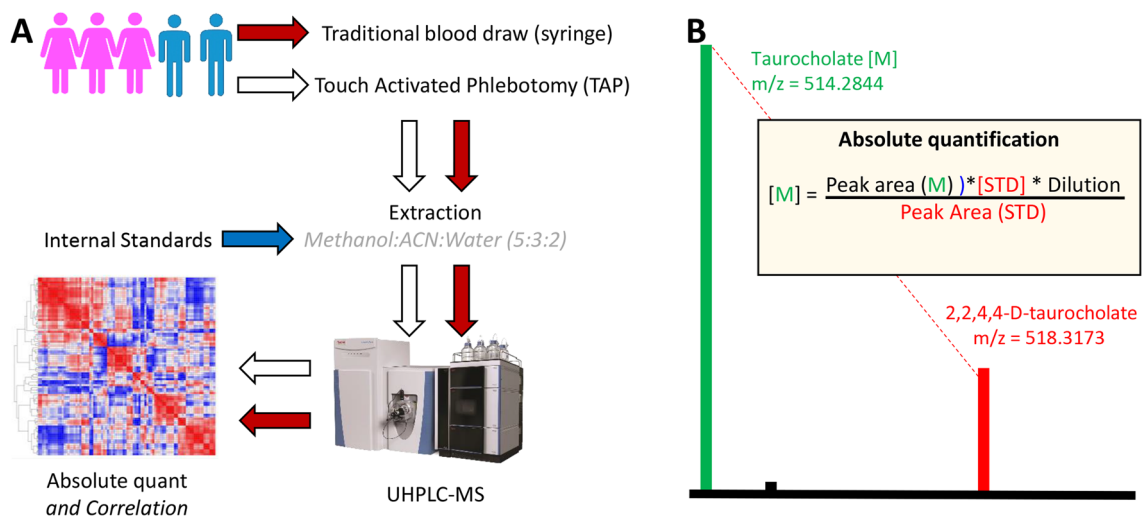 A
Traditional blood draw (syringe)
Touch Activated Phlebotomy (TAP)
Extraction
Internal Standards
Methanol:ACN:Water (5:3:2)
UHPLC-MS
Absolute quant
and Correlation
B
Taurocholate [M]
m/z = 514.2844
Absolute quantification
[M] = Peak area (M) )*[STD] * Dilution
Peak Area (STD)
2,2,4,4-D-taurocholate
m/z = 518.3173